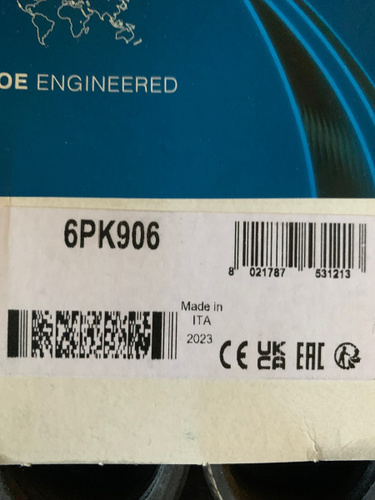 OE ENGINEERED
6PK906
8 021787 531213
Made in
ITA
2023
CE UK CA EAC